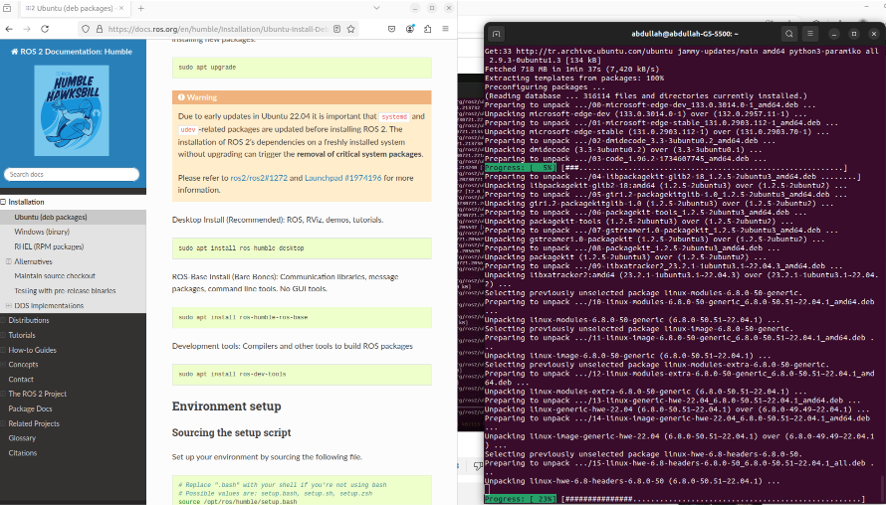 Ubuntu (deb packages)
https://docs.ros.org/en/humble/Installation/Ubuntu-Install-Del
ROS 2 Documentation: Humble
HUMBLE
HAWKSBILL
Search docs
Installation
Ubuntu (deb packages)
Windows (binary)
RHEL (RPM packages)
Alternatives
Maintain source checkout
Testing with pre-release binaries
DDS implementations
Distributions
Tutorials
How-to Guides
Concepts
Contact
The ROS 2 Project
Package Docs
Related Projects
Glossary
Citations
installing new packages.
sudo apt upgrade
Warning
Due to early updates in Ubuntu 22.04 it is important that systemd and
udev -related packages are updated before installing ROS 2. The
installation of ROS 2's dependencies on a freshly installed system
without upgrading can trigger the removal of critical system packages.
Please refer to ros2/ros2#1272 and Launchpad #1974196 for more
information.
Desktop Install (Recommended): ROS, RViz, demos, tutorials.
sudo apt install ros-humble-desktop
ROS-Base Install (Bare Bones): Communication libraries, message
packages, command line tools. No GUI tools.
sudo apt install ros-humble-ros-base
Development tools: Compilers and other tools to build ROS packages
sudo apt install ros-dev-tools
Environment setup
Sourcing the setup script
Set up your environment by sourcing the following file.
# Replace ".bash" with your shell if you're not using bash
# Possible values are: setup.bash, setup.sh, setup.zsh
source /opt/ros/humble/setup.bash
abdullah@abdullah-G5-5500: ~
Get:33 http://tr.archive.ubuntu.com/ubuntu jammy-updates/main amd64 python3-paramiko all
2.9.3-0ubuntu1.3 [134 kB]
Fetched 718 MB in 1min 37s (7,420 kB/s)
Extracting templates from packages: 100%
Preconfiguring packages ...
(Reading database ... 316114 files and directories currently installed.)
Preparing to unpack .../00-microsoft-edge-dev_133.0.3014.0-1_amd64.deb ...
Unpacking microsoft-edge-dev (133.0.3014.0-1) over (132.0.2957.11-1) ...
Preparing to unpack .../01-microsoft-edge-stable_131.0.2903.112-1_amd64.deb ...
Unpacking microsoft-edge-stable (131.0.2903.112-1) over (131.0.2903.70-1) ...
Preparing to unpack .../02-dmidecode_3.3-3ubuntu0.2_amd64.deb ...
Unpacking dmidecode (3.3-3ubuntu0.2) over (3.3-3ubuntu0.1) ...
Preparing to unpack .../03-code_1.96.2-1734607745_amd64.deb ...
Progress: [ 5%] [###...........................................................]
Preparing to unpack .../04-libpackagekit-glib2-18_1.2.5-2ubuntu3_amd64.deb ...
Unpacking libpackagekit-glib2-18:amd64 (1.2.5-2ubuntu3) over (1.2.5-2ubuntu2) ...
Preparing to unpack .../05-gir1.2-packagekitglib-1.0_1.2.5-2ubuntu3_amd64.deb ...
Unpacking gir1.2-packagekitglib-1.0 (1.2.5-2ubuntu3) over (1.2.5-2ubuntu2) ...
Preparing to unpack .../06-packagekit-tools_1.2.5-2ubuntu3_amd64.deb ...
Unpacking packagekit-tools (1.2.5-2ubuntu3) over (1.2.5-2ubuntu2) ...
Preparing to unpack .../07-gstreamer1.0-packagekit_1.2.5-2ubuntu3_amd64.deb ...
Unpacking gstreamer1.0-packagekit (1.2.5-2ubuntu3) over (1.2.5-2ubuntu2) ...
Preparing to unpack .../08-packagekit_1.2.5-2ubuntu3_amd64.deb ...
Unpacking packagekit (1.2.5-2ubuntu3) over (1.2.5-2ubuntu2) ...
Preparing to unpack .../09-libxatracker2_23.2.1-1ubuntu3.1~22.04.3_amd64.deb ...
Unpacking libxatracker2:amd64 (23.2.1-1ubuntu3.1~22.04.3) over (23.2.1-1ubuntu3.1~22.04.
2) ...
Selecting previously unselected package linux-modules-6.8.0-50-generic.
Preparing to unpack .../10-linux-modules-6.8.0-50-generic_6.8.0-50.51~22.04.1_amd64.deb
...
Unpacking linux-modules-6.8.0-50-generic (6.8.0-50.51~22.04.1) ...
Selecting previously unselected package linux-image-6.8.0-50-generic.
Preparing to unpack .../11-linux-image-6.8.0-50-generic_6.8.0-50.51~22.04.1_amd64.deb .
..
Unpacking linux-image-6.8.0-50-generic (6.8.0-50.51~22.04.1) ...
Selecting previously unselected package linux-modules-extra-6.8.0-50-generic.
Preparing to unpack .../12-linux-modules-extra-6.8.0-50-generic_6.8.0-50.51~22.04.1_amd
64.deb ...
Unpacking linux-modules-extra-6.8.0-50-generic (6.8.0-50.51~22.04.1) ...
Preparing to unpack .../13-linux-generic-hwe-22.04_6.8.0-50.51~22.04.1_amd64.deb ...
Unpacking linux-generic-hwe-22.04 (6.8.0-50.51~22.04.1) over (6.8.0-49.49~22.04.1) ...
Preparing to unpack .../14-linux-image-generic-hwe-22.04_6.8.0-50.51~22.04.1_amd64.deb
...
Unpacking linux-image-generic-hwe-22.04 (6.8.0-50.51~22.04.1) over (6.8.0-49.49~22.04.1
) ...
Selecting previously unselected package linux-hwe-6.8-headers-6.8.0-50.
Preparing to unpack .../15-linux-hwe-6.8-headers-6.8.0-50_6.8.0-50.51~22.04.1_all.deb .
..
Unpacking linux-hwe-6.8-headers-6.8.0-50 (6.8.0-50.51~22.04.1) ...
Progress: [ 23%] [###############.....................................................]